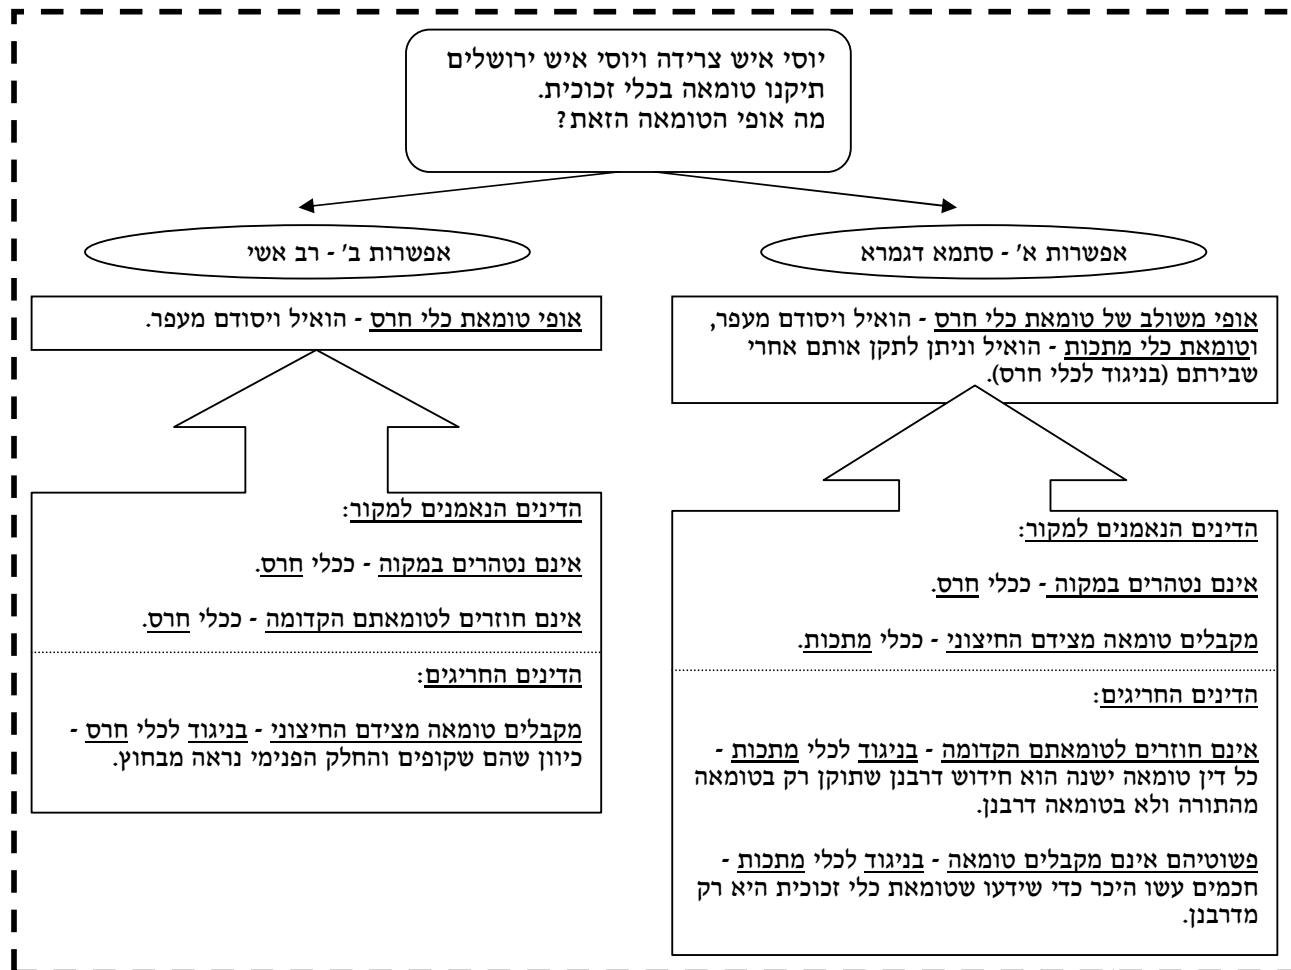 יוסי איש צרידה ויוסי איש ירושלים
תיקנו טומאה בכלי זכוכית.
מה אופי הטומאה הזאת?
אפשרות א' - סתמא דגמרא
אופי משולב של טומאת כלי חרס - הואיל ויסודם מעפר,
וטומאת כלי מתכות - הואיל וניתן לתקן אותם אחרי
שבירתם (בניגוד לכלי חרס).
הדינים הנאמנים למקור:
אינם נטהרים במקוה - ככלי חרס.
מקבלים טומאה מצידם החיצוני - ככלי מתכות.
הדינים החריגים:
אינם חוזרים לטומאתם הקדומה - בניגוד לכלי מתכות -
כל דין טומאה ישנה הוא חידוש דרבנן שתוקן רק בטומאה
מהתורה ולא בטומאה דרבנן.
פשוטיהם אינם מקבלים טומאה - בניגוד לכלי מתכות -
חכמים עשו היכר כדי שידעו שטומאת כלי זכוכית היא רק
מדרבנן.
אפשרות ב' - רב אשי
אופי טומאת כלי חרס - הואיל ויסודם מעפר.
הדינים הנאמנים למקור:
אינם נטהרים במקוה - ככלי חרס.
אינם חוזרים לטומאתם הקדומה - ככלי חרס.
הדינים החריגים:
מקבלים טומאה מצידם החיצוני - בניגוד לכלי חרס -
כיוון שהם שקופים והחלק הפנימי נראה מבחוץ.